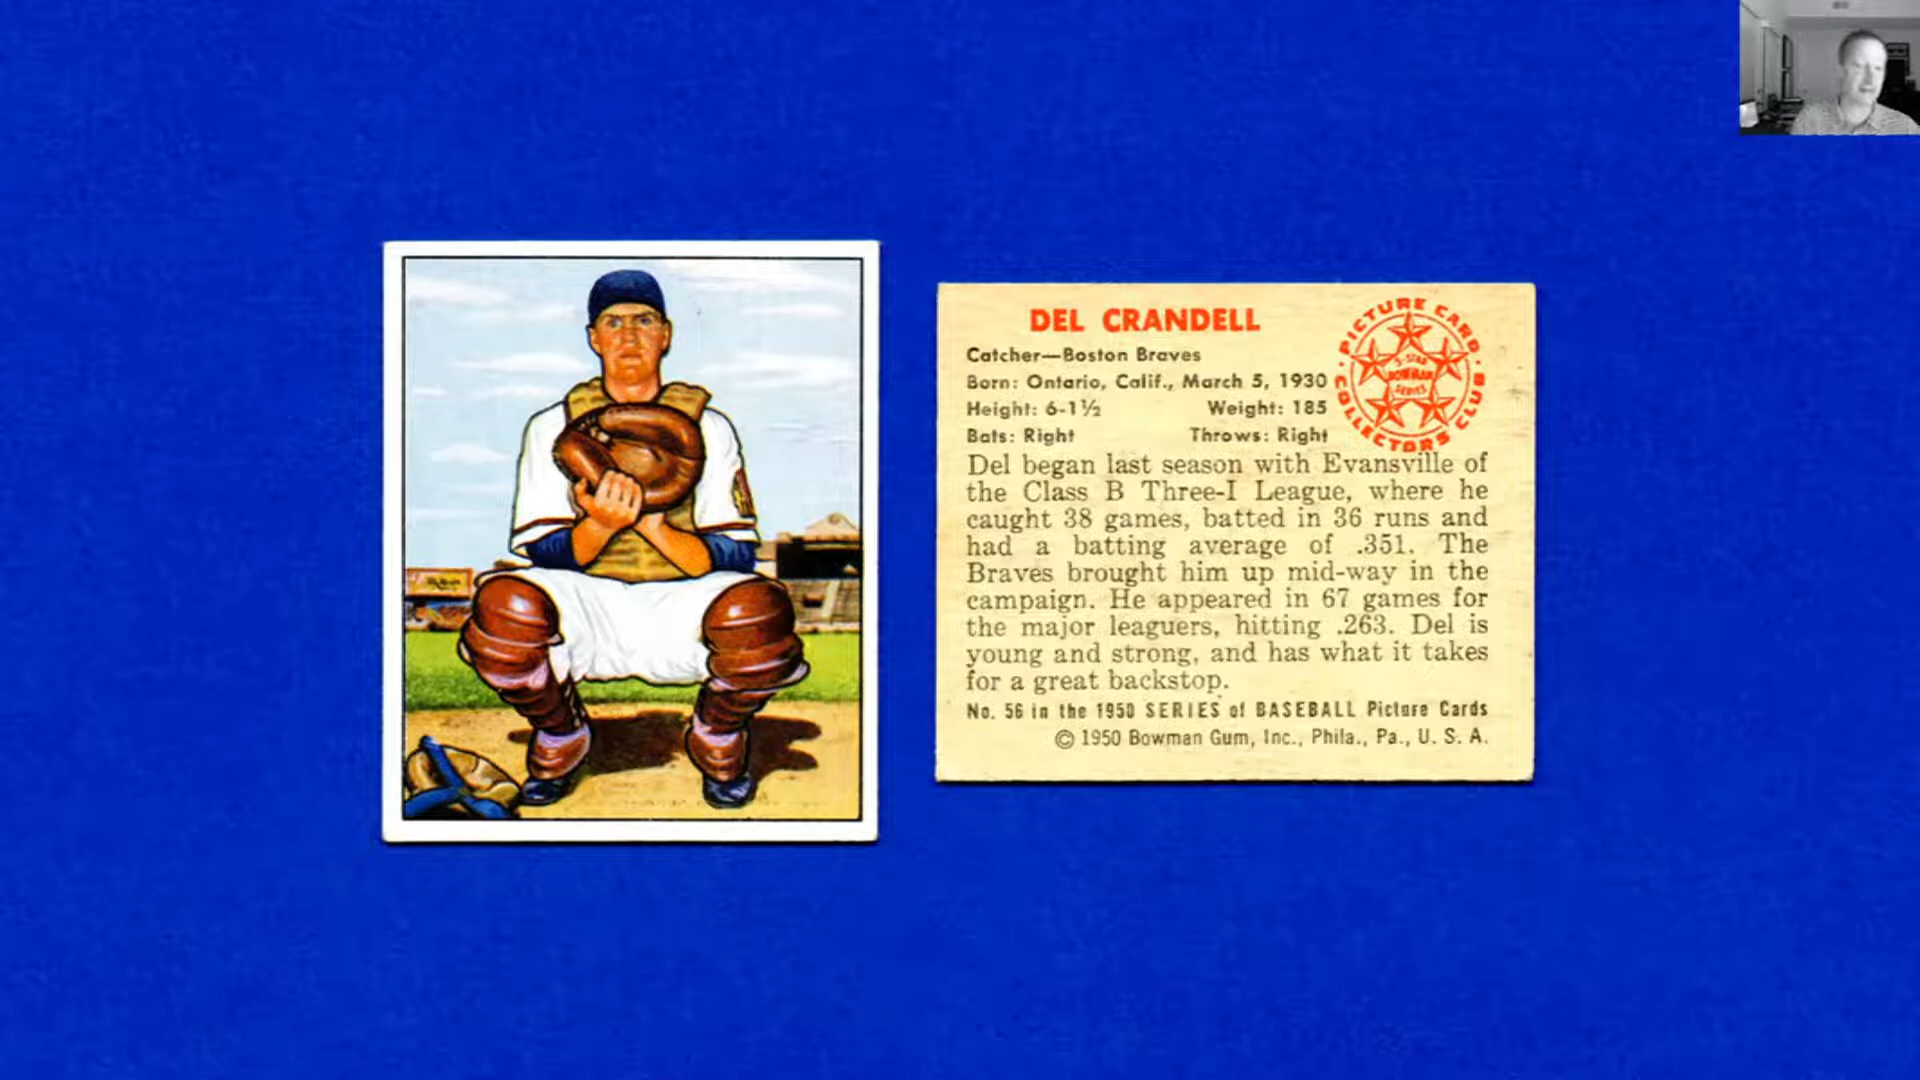 DEL CRANDELL
Catcher—Boston Braves
Born: Ontario, Calif., March 5, 1930
Height: 6-1½ Weight: 185
Bats: Right Throws: Right
PICTURE CARD COLLECTORS CLUB
5-STAR
BOWMAN
SERIES
Del began last season with Evansville of
the Class B Three-I League, where he
caught 38 games, batted in 36 runs and
had a batting average of .351. The
Braves brought him up mid-way in the
campaign. He appeared in 67 games for
the major leaguers, hitting .263. Del is
young and strong, and has what it takes
for a great backstop.
No. 56 in the 1950 SERIES of BASEBALL Picture Cards
© 1950 Bowman Gum, Inc., Phila., Pa., U. S. A.